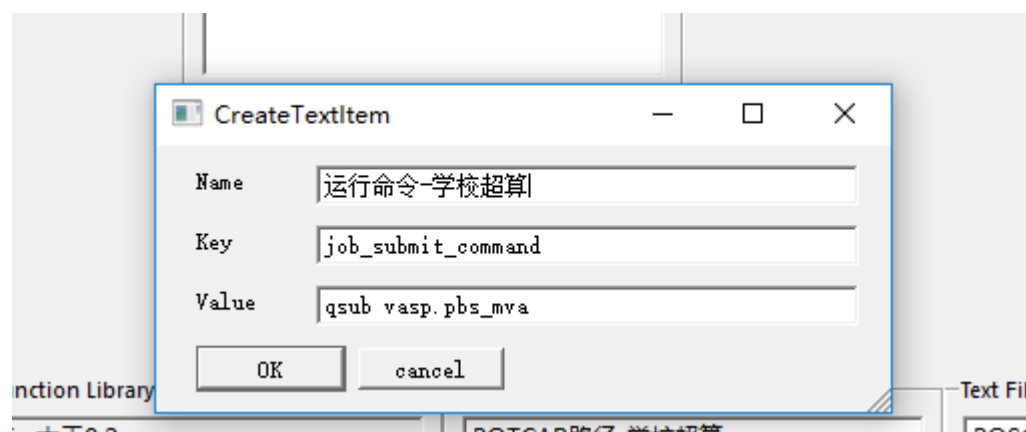 CreateTextItem
Name
运行命令-学校超算
Key
job_submit_command
Value
qsub vasp.pbs_mva
OK
cancel
nction Library
Text Fi